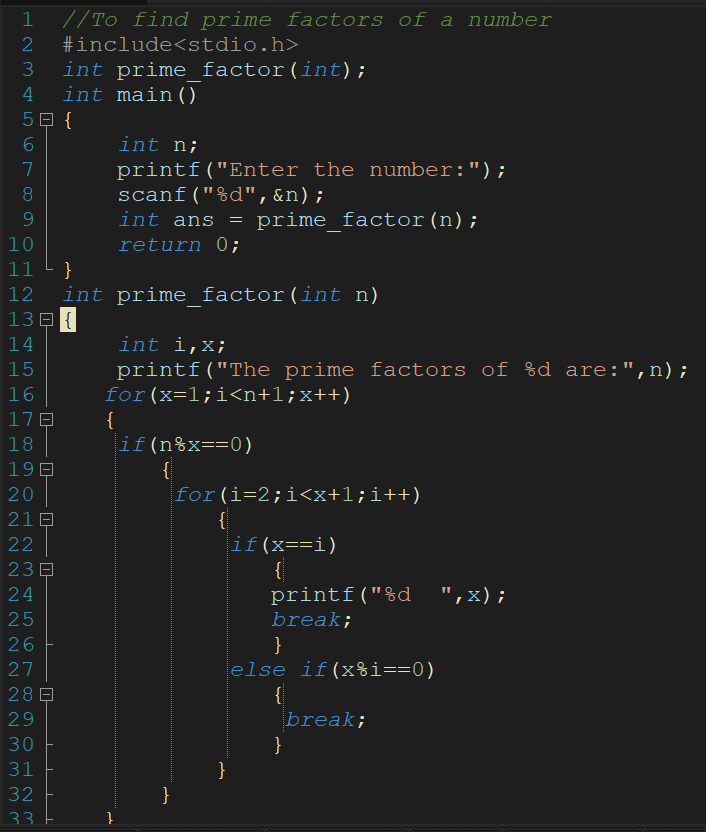 1 //To find prime factors of a number
2 #include<stdio.h>
3 int prime_factor(int);
4 int main()
5 {
6 int n;
7 printf("Enter the number:");
8 scanf("%d",&n);
9 int ans = prime_factor(n);
10 return 0;
11 }
12 int prime_factor(int n)
13 {
14 int i,x;
15 printf("The prime factors of %d are:",n);
16 for(x=1;i<n+1;x++)
17 {
18 if(n%x==0)
19 {
20 for(i=2;i<x+1;i++)
21 {
22 if(x==i)
23 {
24 printf("%d  ",x);
25 break;
26 }
27 else if(x%i==0)
28 {
29 break;
30 }
31 }
32 }
33 }